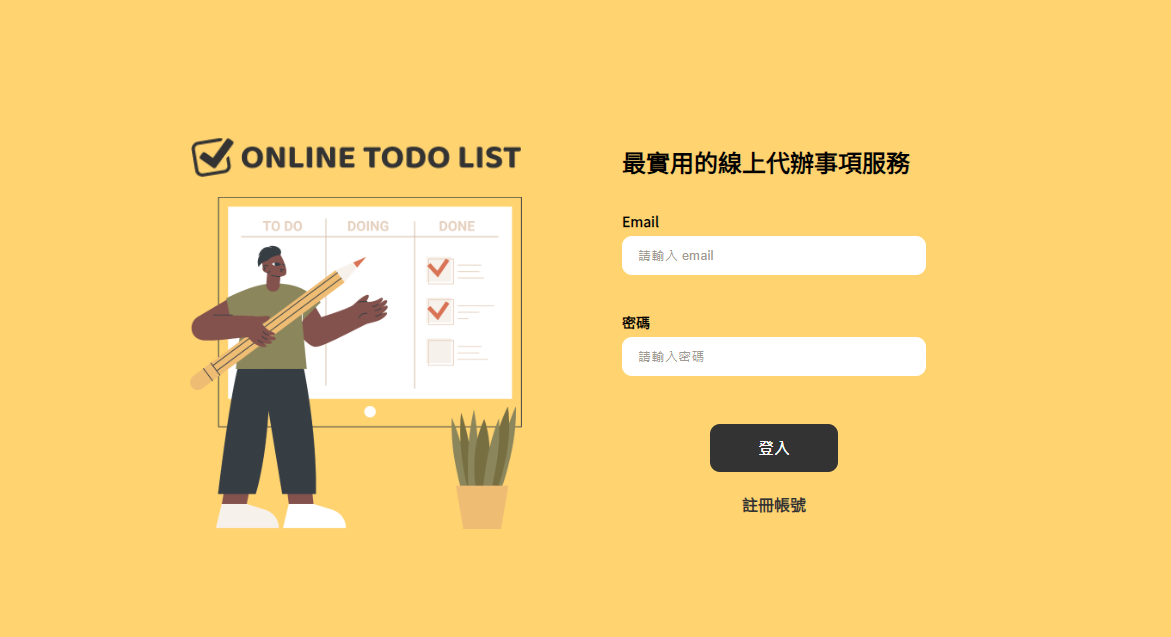 ONLINE TODO LIST
TO DO
DOING
DONE
最實用的線上代辦事項服務
Email
請輸入 email
密碼
請輸入密碼
登入
註冊帳號